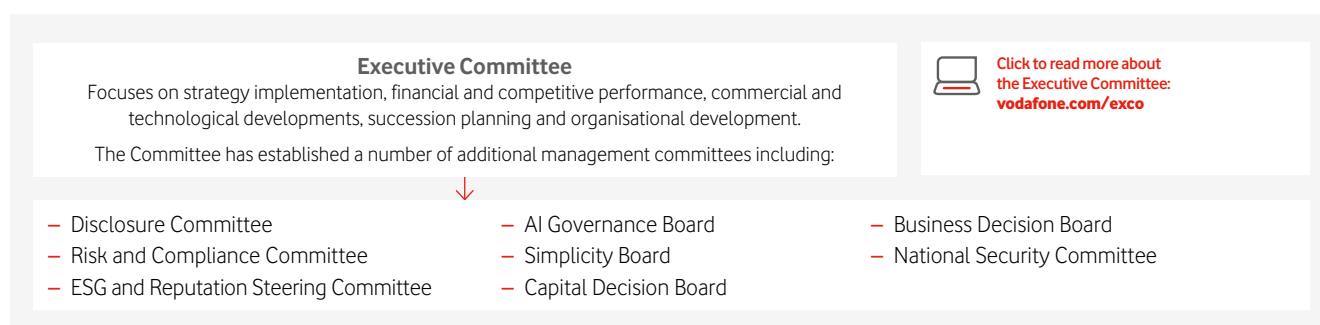 Executive Committee
Focuses on strategy implementation, financial and competitive performance, commercial and
technological developments, succession planning and organisational development.
The Committee has established a number of additional management committees including:
Click to read more about
the Executive Committee:
vodafone.com/exco
– Disclosure Committee
– Risk and Compliance Committee
– ESG and Reputation Steering Committee
– AI Governance Board
– Simplicity Board
– Capital Decision Board
– Business Decision Board
– National Security Committee